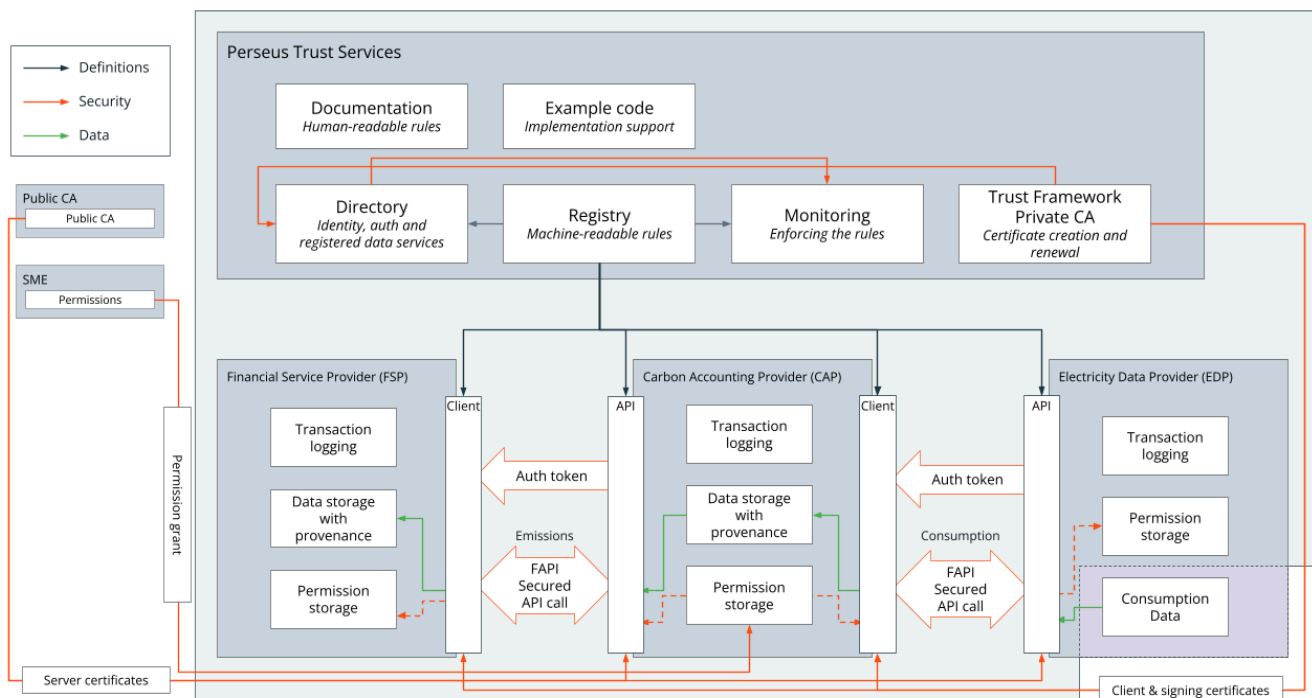 Definitions
Security
Data
Public CA
Public CA
SME
Permissions
Perseus Trust Services
Documentation
Human-readable rules
Example code
Implementation support
Directory
Identity, auth and
registered data services
Registry
Machine-readable rules
Monitoring
Enforcing the rules
Trust Framework
Private CA
Certificate creation and
renewal
Financial Service Provider (FSP)
Client
Transaction
logging
Data storage
with
provenance
Permission
storage
Auth token
Emissions
FAPI
Secured
API call
API
Carbon Accounting Provider (CAP)
Client
Transaction
logging
Data storage
with
provenance
Permission
storage
Auth token
Consumption
FAPI
Secured
API call
API
Electricity Data Provider (EDP)
Transaction
logging
Permission
storage
Consumption
Data
Permission grant
Server certificates
Client & signing certificates